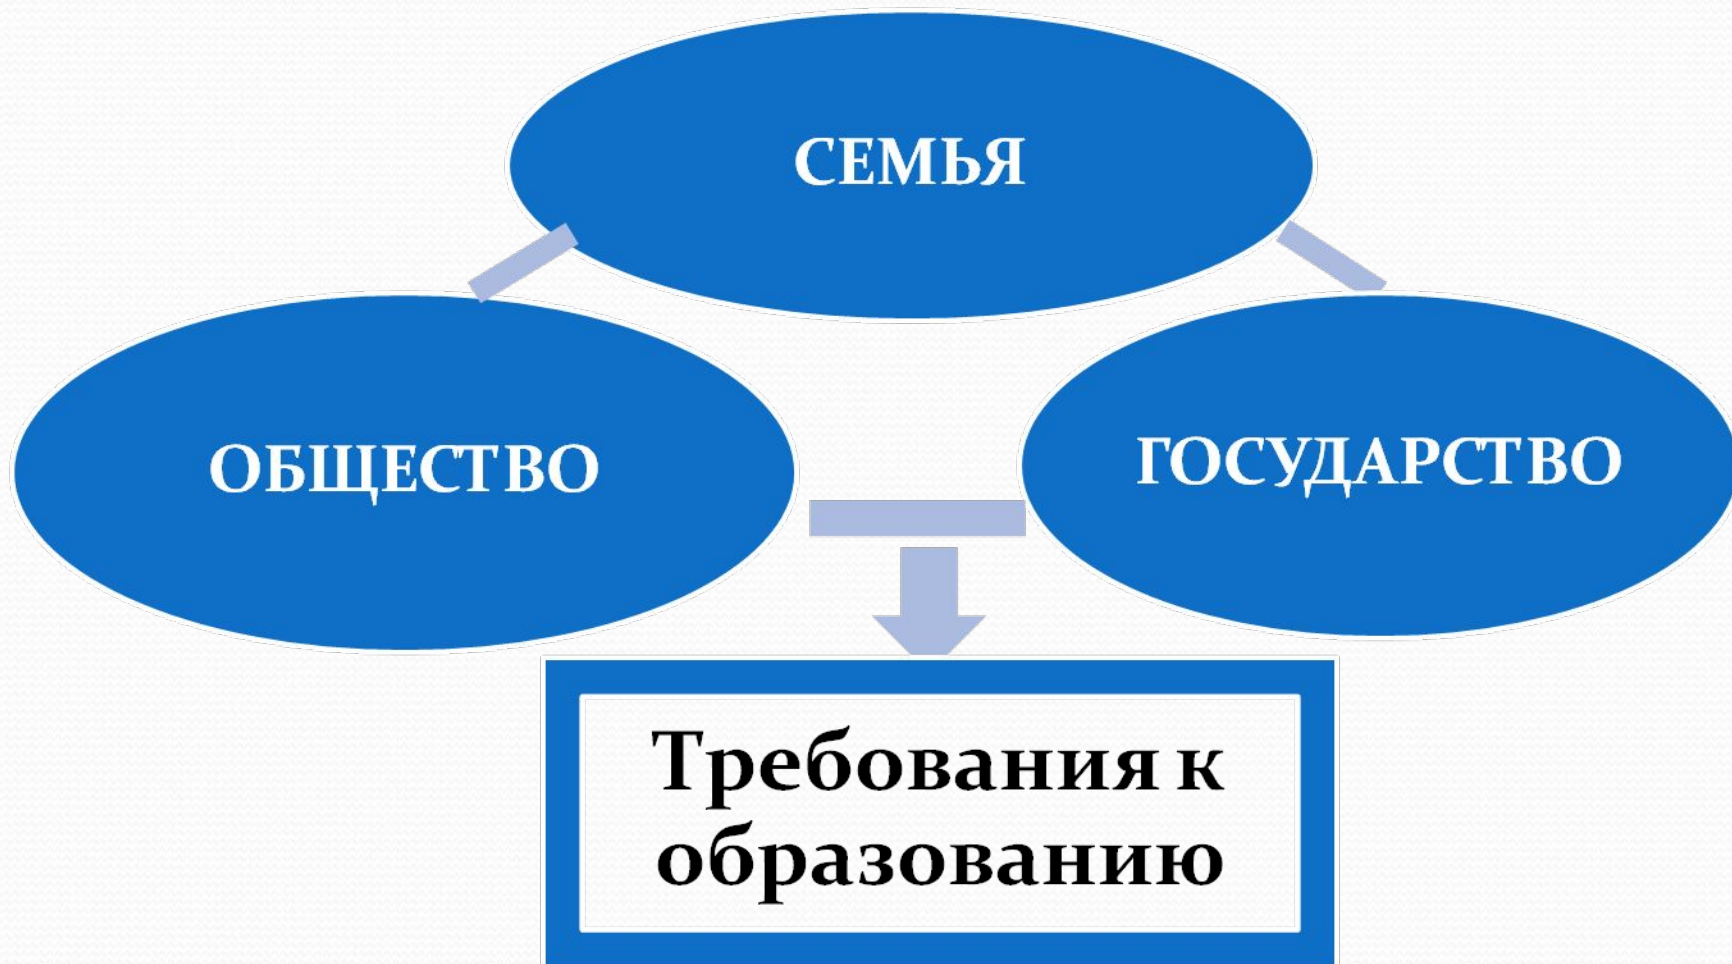 СЕМЬЯ
ОБЩЕСТВО
ГОСУДАРСТВО
Требования к
образованию